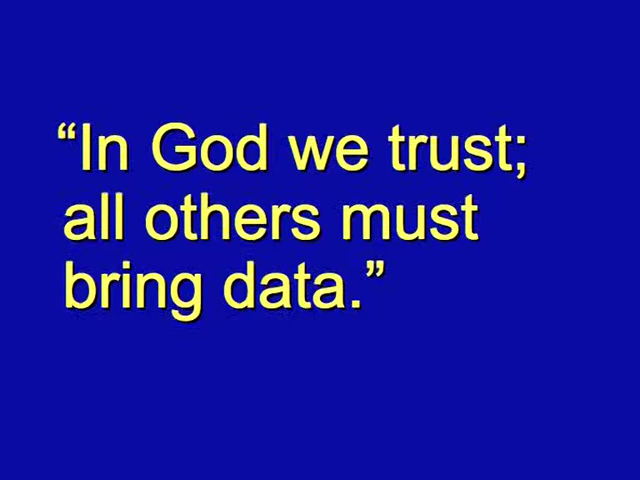 “In God we trust;
all others must
bring data.”